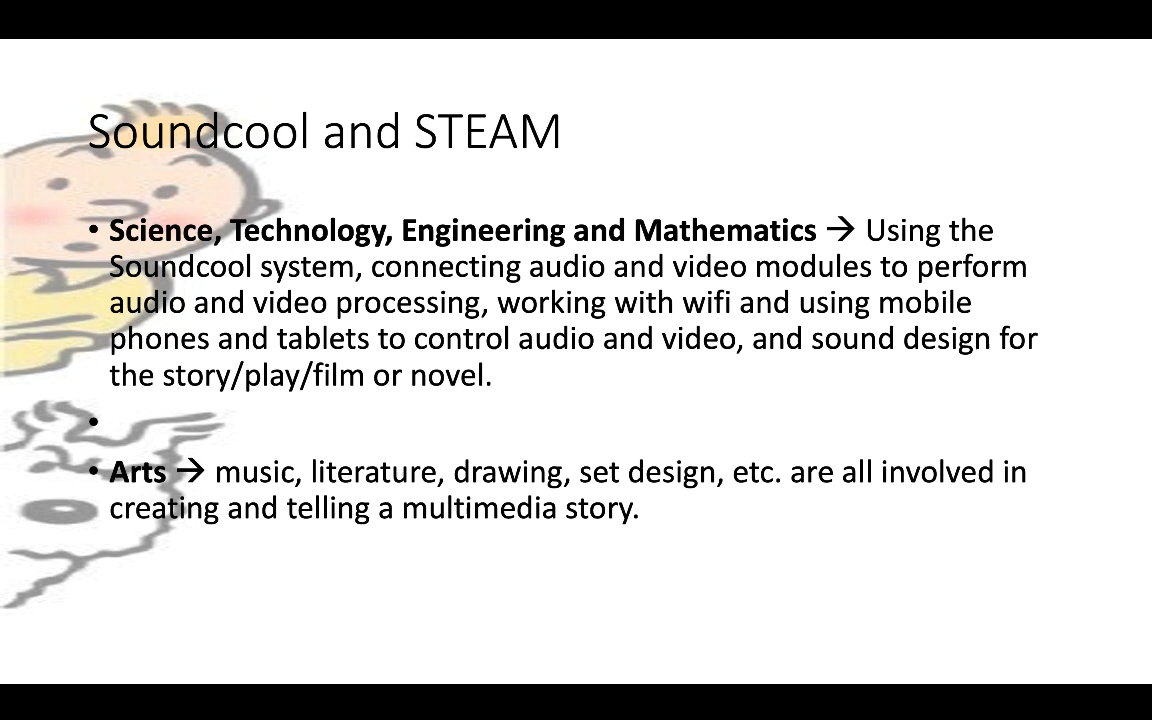 Soundcool and STEAM
• Science, Technology, Engineering and Mathematics → Using the
Soundcool system, connecting audio and video modules to perform
audio and video processing, working with wifi and using mobile
phones and tablets to control audio and video, and sound design for
the story/play/film or novel.
•
• Arts → music, literature, drawing, set design, etc. are all involved in
creating and telling a multimedia story.